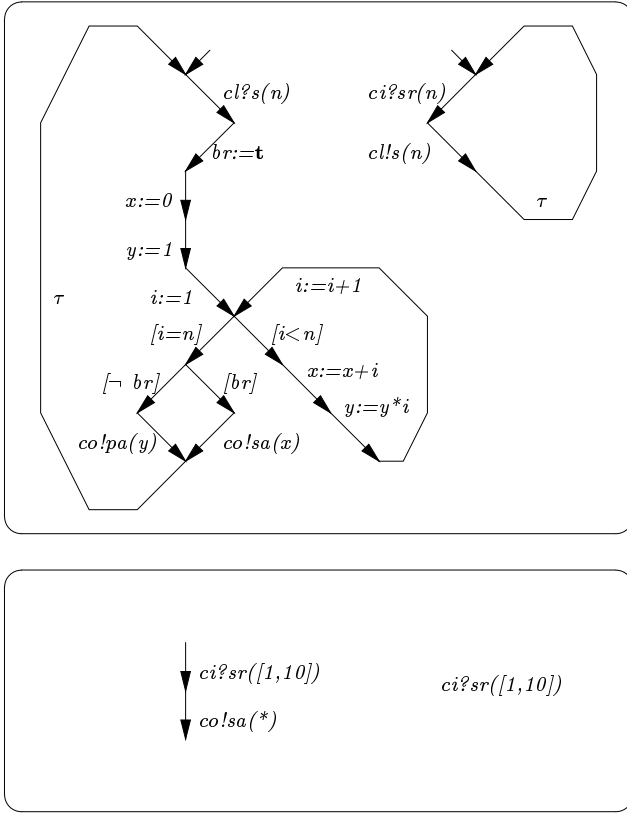 cl?s(n)
ci?sr(n)
br:=t
cl!s(n)
x:=0
τ
y:=1
i:=i+1
τ
i:=1
[i=n]
[i<n]
x:=x+i
[¬ br]
[br]
y:=y*i
co!pa(y)
co!sa(x)
ci?sr([1,10])
ci?sr([1,10])
co!sa(*)